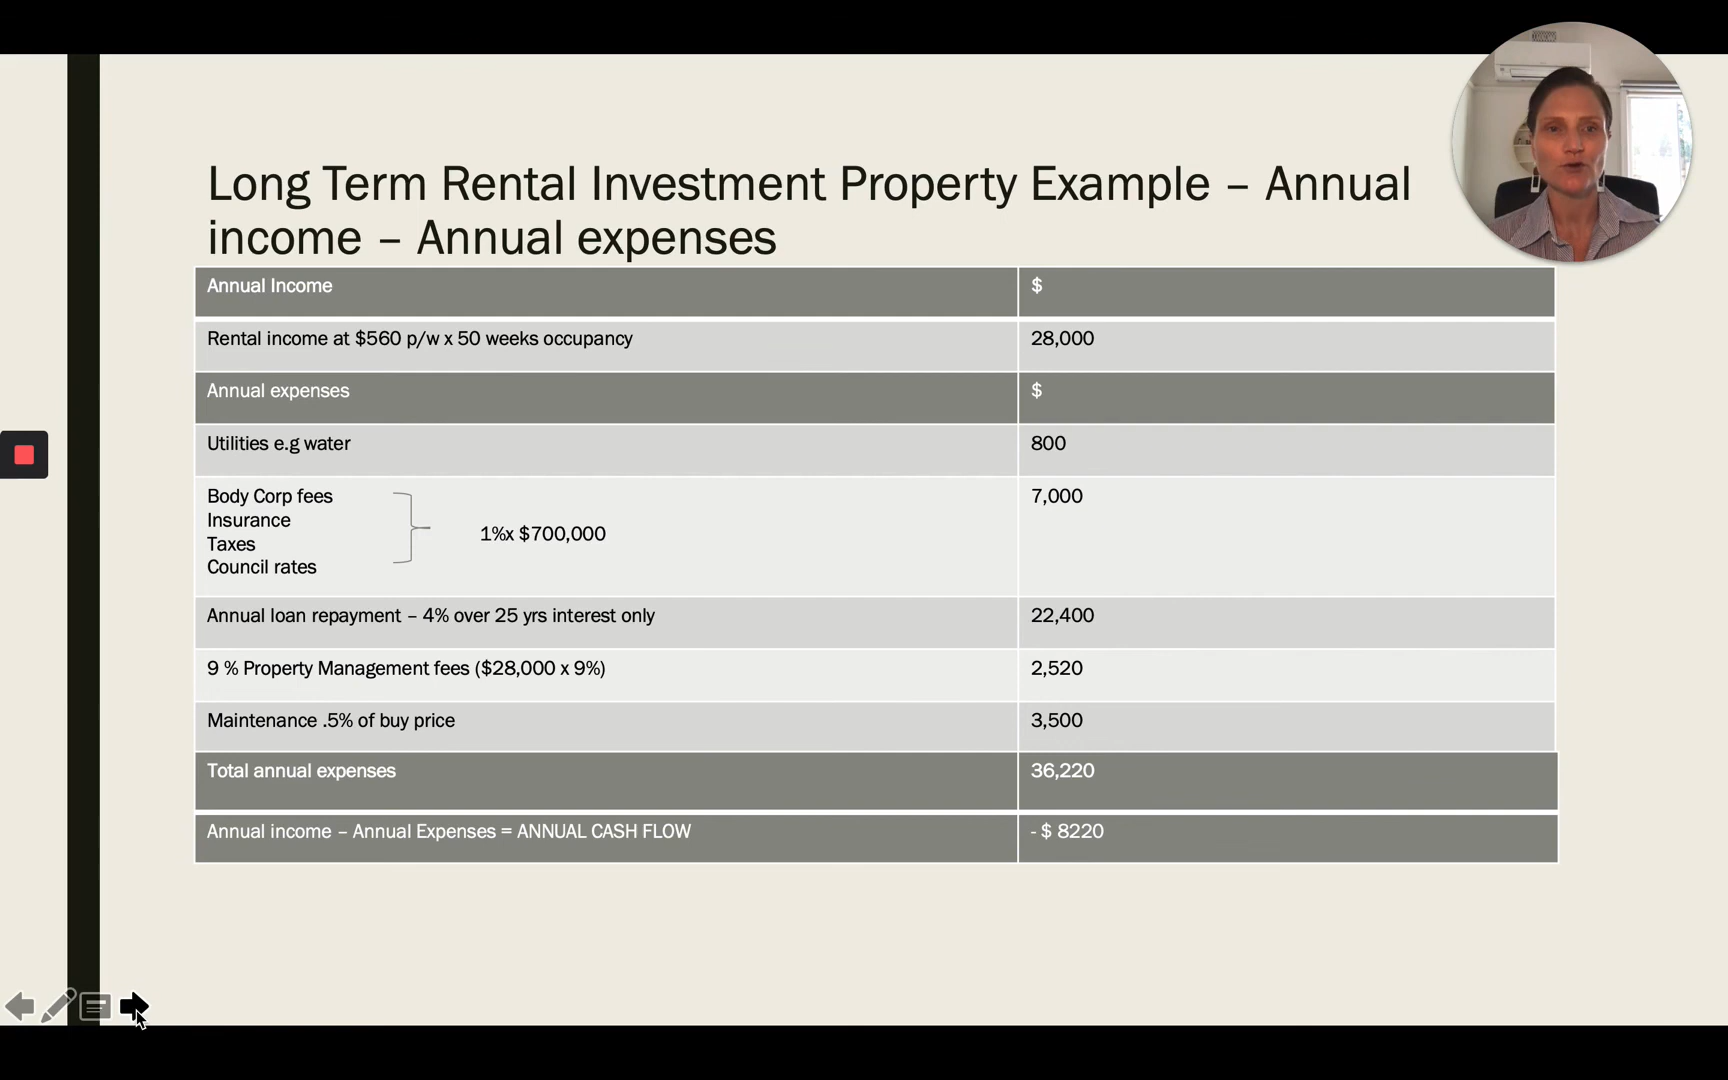 Long Term Rental Investment Property Example – Annual
income – Annual expenses
Annual Income $
Rental income at $560 p/w x 50 weeks occupancy 28,000
Annual expenses $
Utilities e.g water 800
Body Corp fees 7,000
Insurance
1%x $700,000
Taxes
Council rates
Annual loan repayment – 4% over 25 yrs interest only 22,400
9 % Property Management fees ($28,000 x 9%) 2,520
Maintenance .5% of buy price 3,500
Total annual expenses 36,220
Annual income – Annual Expenses = ANNUAL CASH FLOW - $ 8220